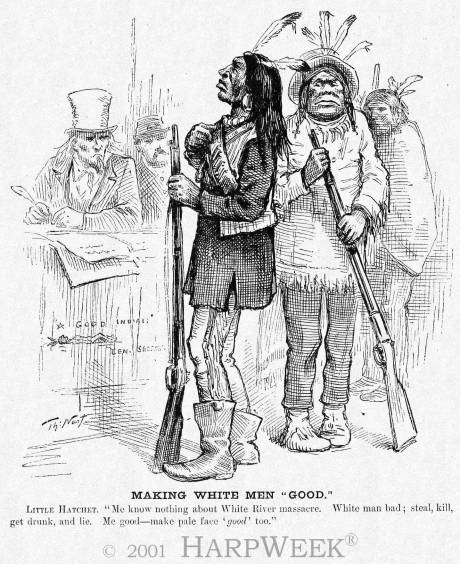 "A GOOD INDIAN."
GEN. SHERIDAN
Th: Nast
MAKING WHITE MEN "GOOD."
LITTLE HATCHET. "Me know nothing about White River massacre. White man bad; steal, kill,
get drunk, and lie. Me good—make pale face 'good' too."
© 2001 HARPWEEK®